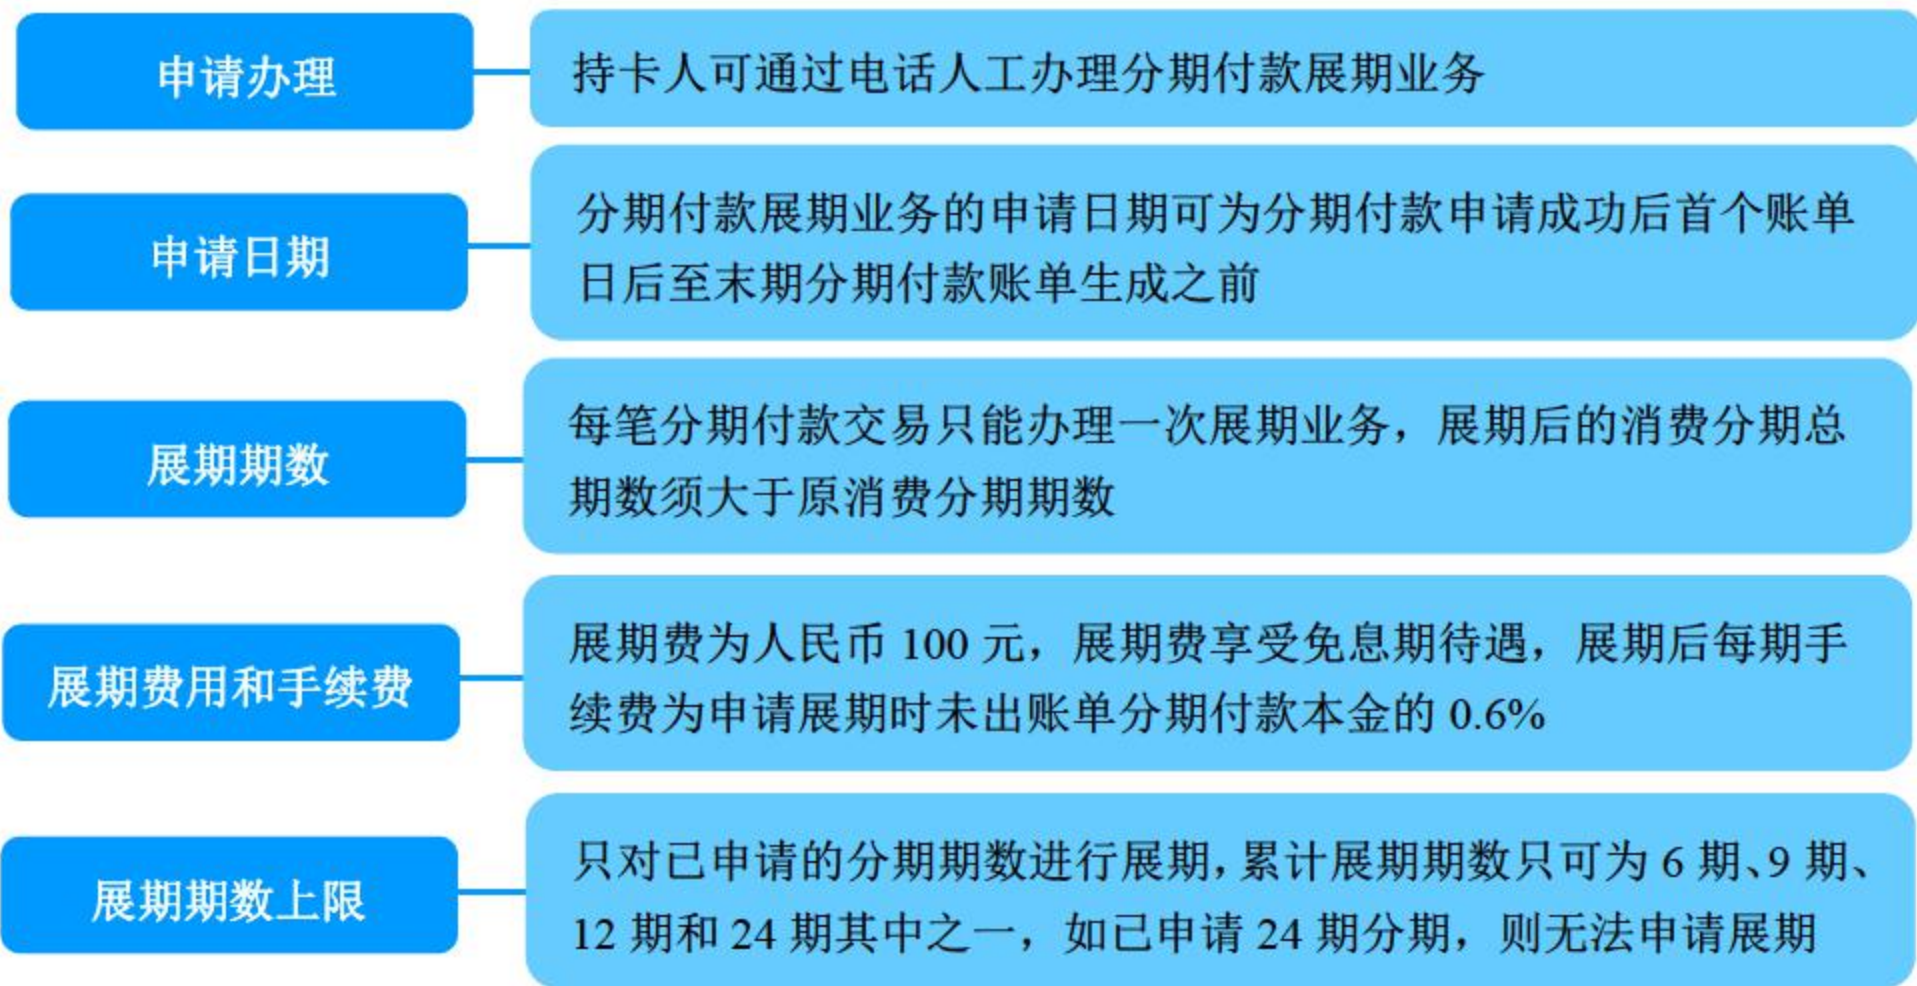 申请办理
持卡人可通过电话人工办理分期付款展期业务
申请日期
分期付款展期业务的申请日期可为分期付款申请成功后首个账单
日后至末期分期付款账单生成之前
展期期数
每笔分期付款交易只能办理一次展期业务，展期后的消费分期总
期数须大于原消费分期期数
展期费用和手续费
展期费为人民币 100 元，展期费享受免息期待遇，展期后每期手
续费为申请展期时未出账单分期付款本金的 0.6%
展期期数上限
只对已申请的分期期数进行展期，累计展期期数只可为 6 期、9 期、
12 期和 24 期其中之一，如已申请 24 期分期，则无法申请展期